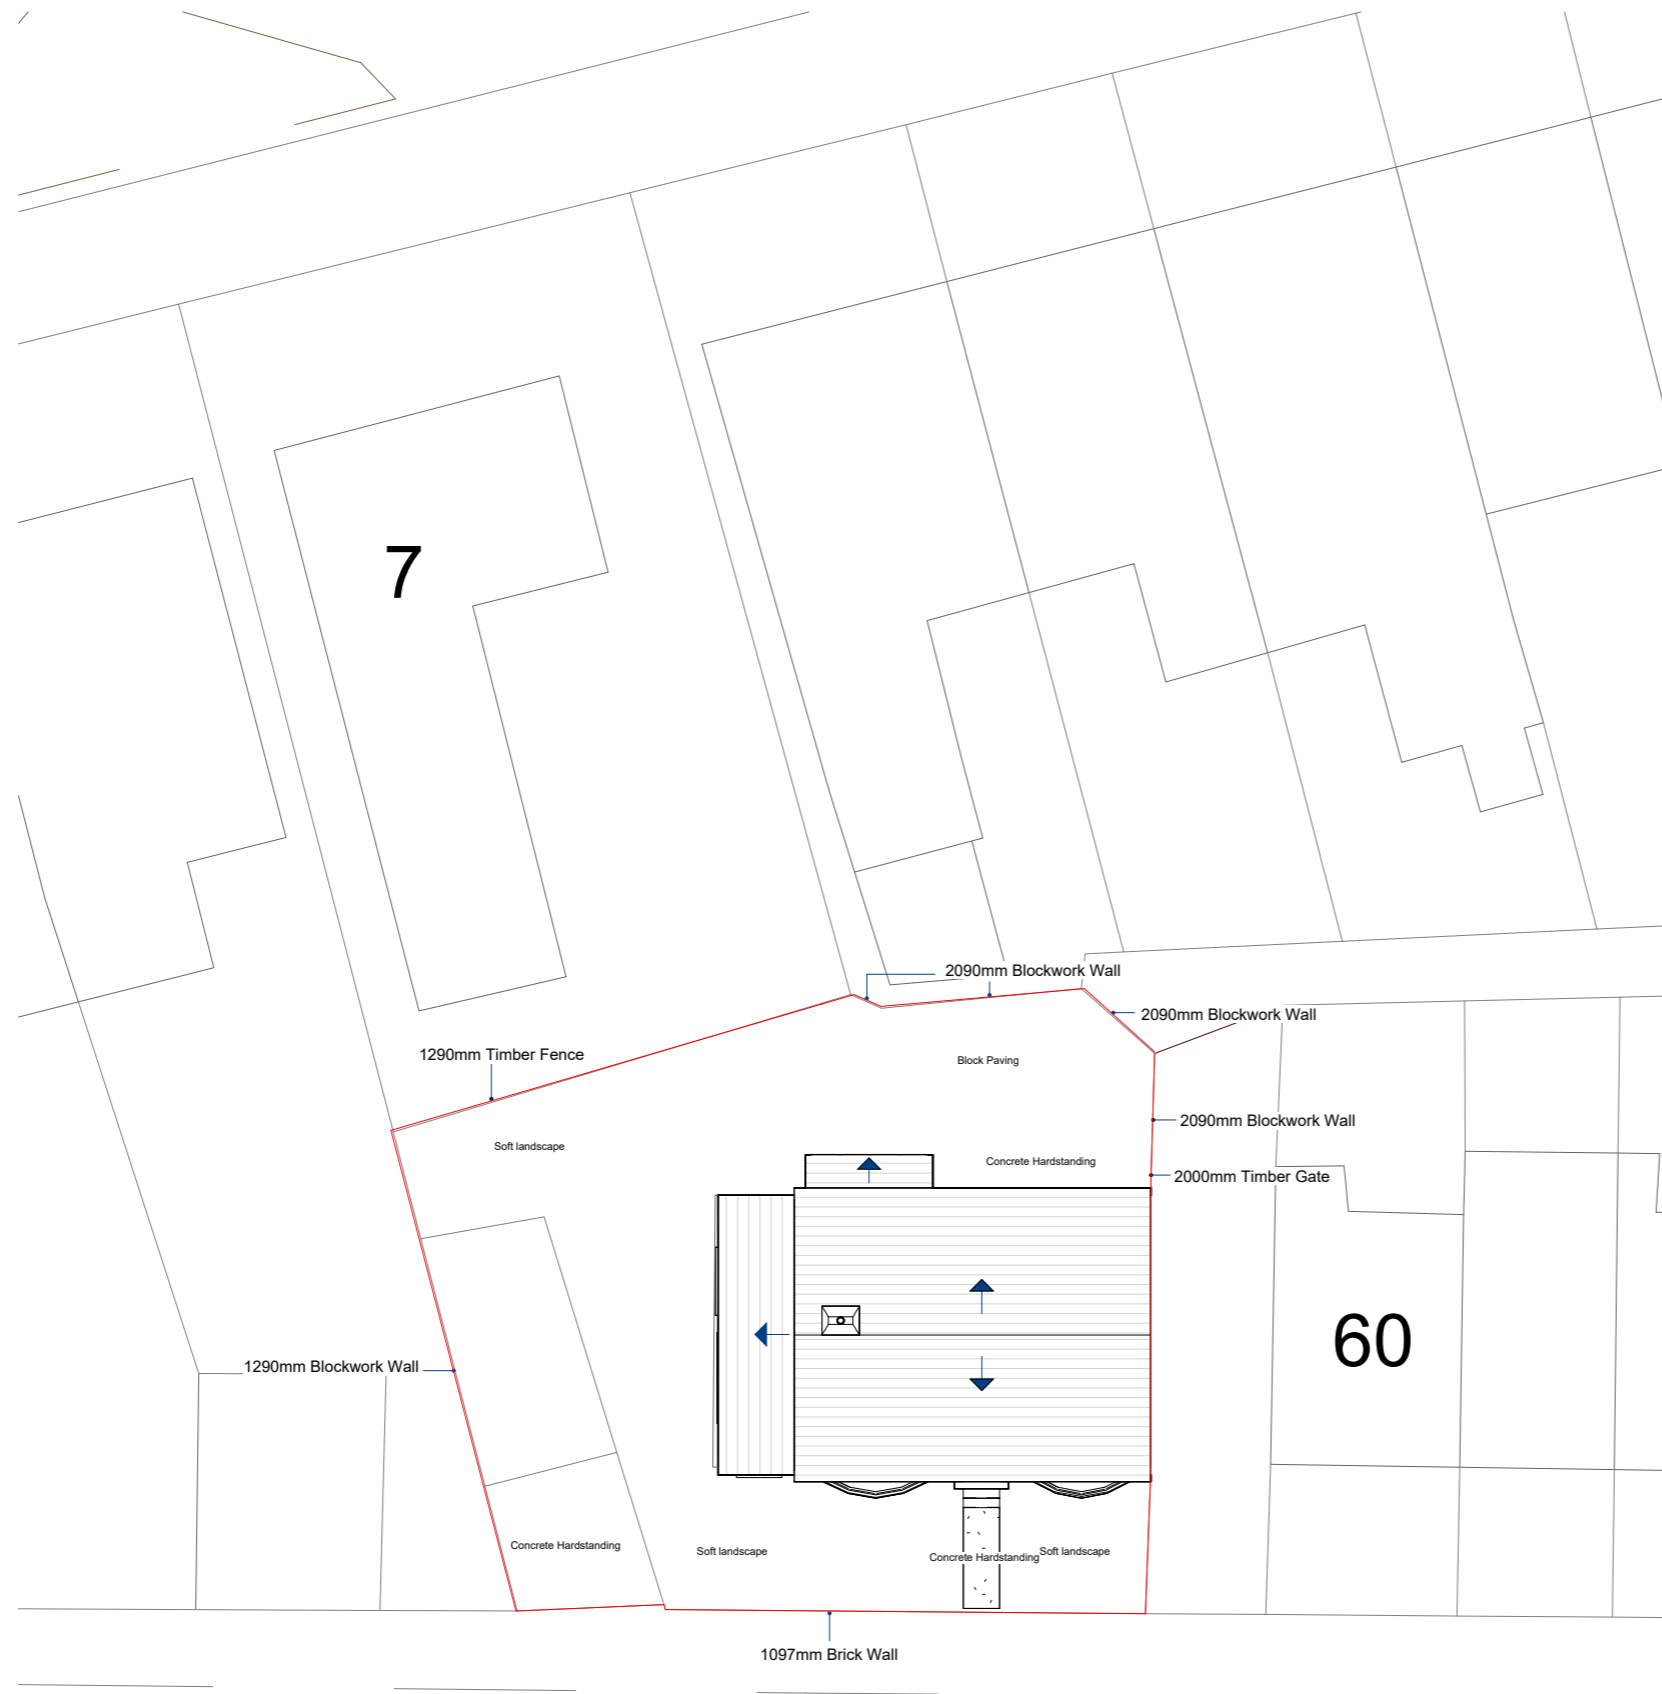 7
2090mm Blockwork Wall
2090mm Blockwork Wall
1290mm Timber Fence
Block Paving
2090mm Blockwork Wall
Soft landscape
Concrete Hardstanding
2000mm Timber Gate
60
1290mm Blockwork Wall
Concrete Hardstanding
Soft landscape
Concrete Hardstanding
Soft landscape
1097mm Brick Wall